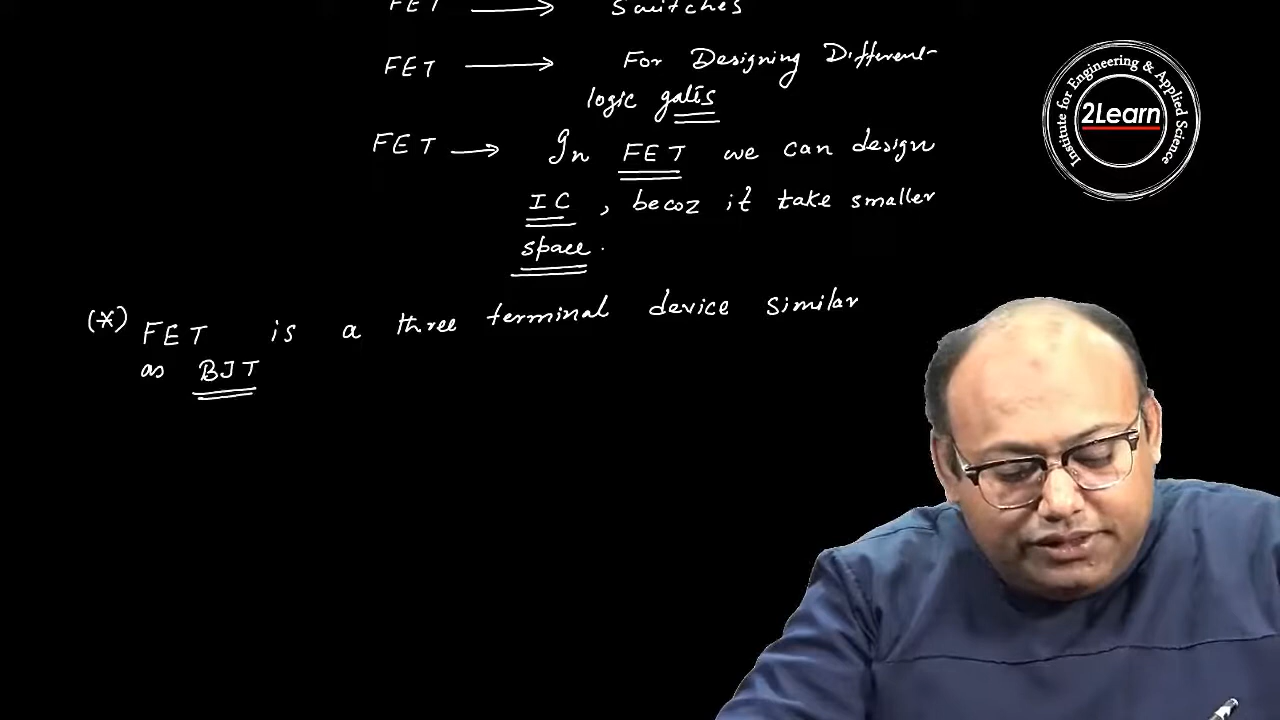 FET ⟶ Switches
FET ⟶ For Designing Different
logic gates
FET ⟶ In FET we can design
IC, becoz it take smaller
space.
(*) FET is a three terminal device similar
as BJT
Institute for Engineering & Applied Science
2Learn